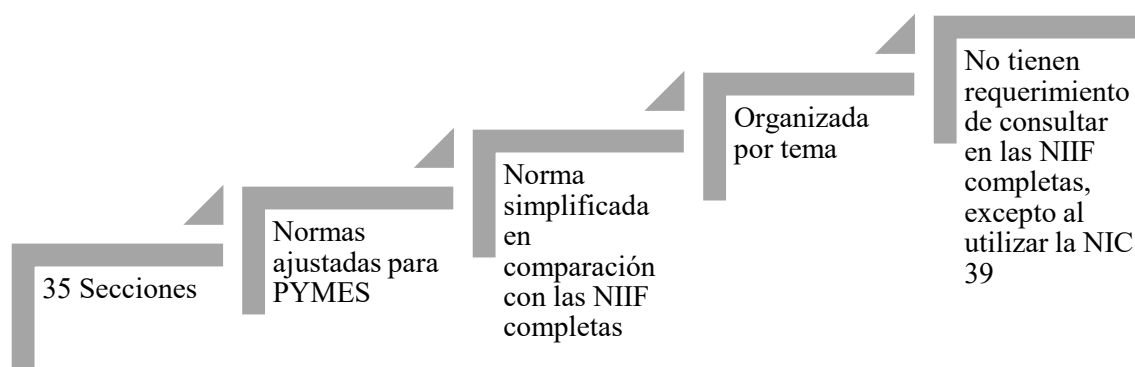 35 Secciones
Normas
ajustadas para
PYMES
Norma
simplificada
en
comparación
con las NIIF
completas
Organizada
por tema
No tienen
requerimiento
de consultar
en las NIIF
completas,
excepto al
utilizar la NIC
39